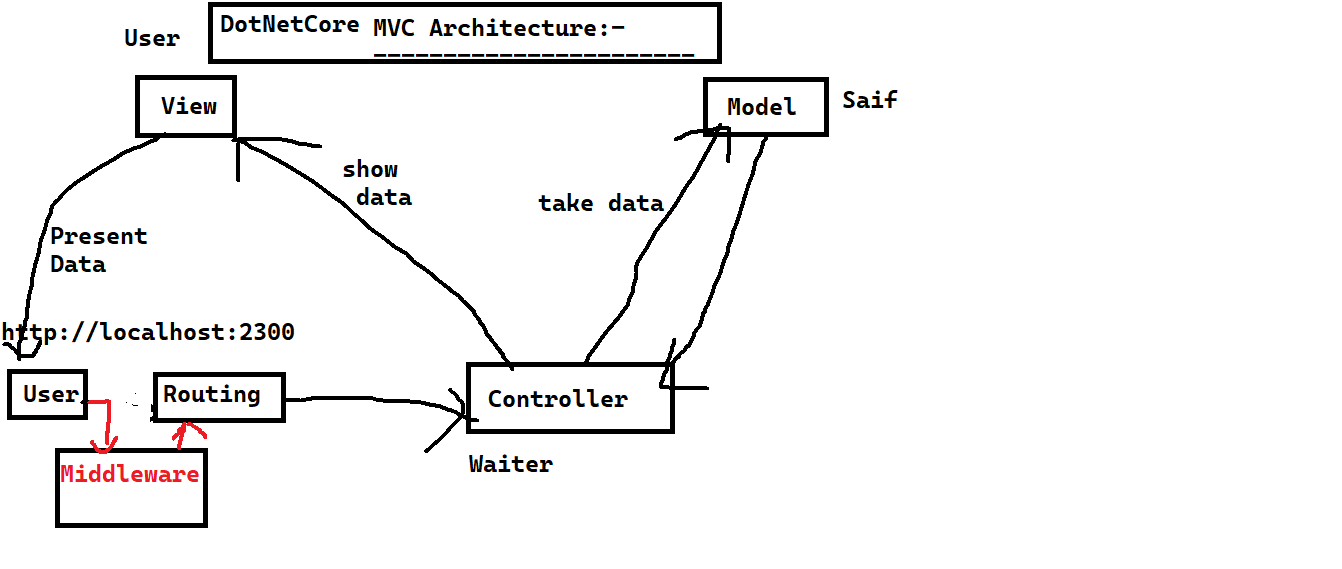 DotNetCore MVC Architecture:-
_______________________
User
View
Model
Saif
show
data
take data
Present
Data
http://localhost:2300
User
Routing
Controller
Waiter
Middleware